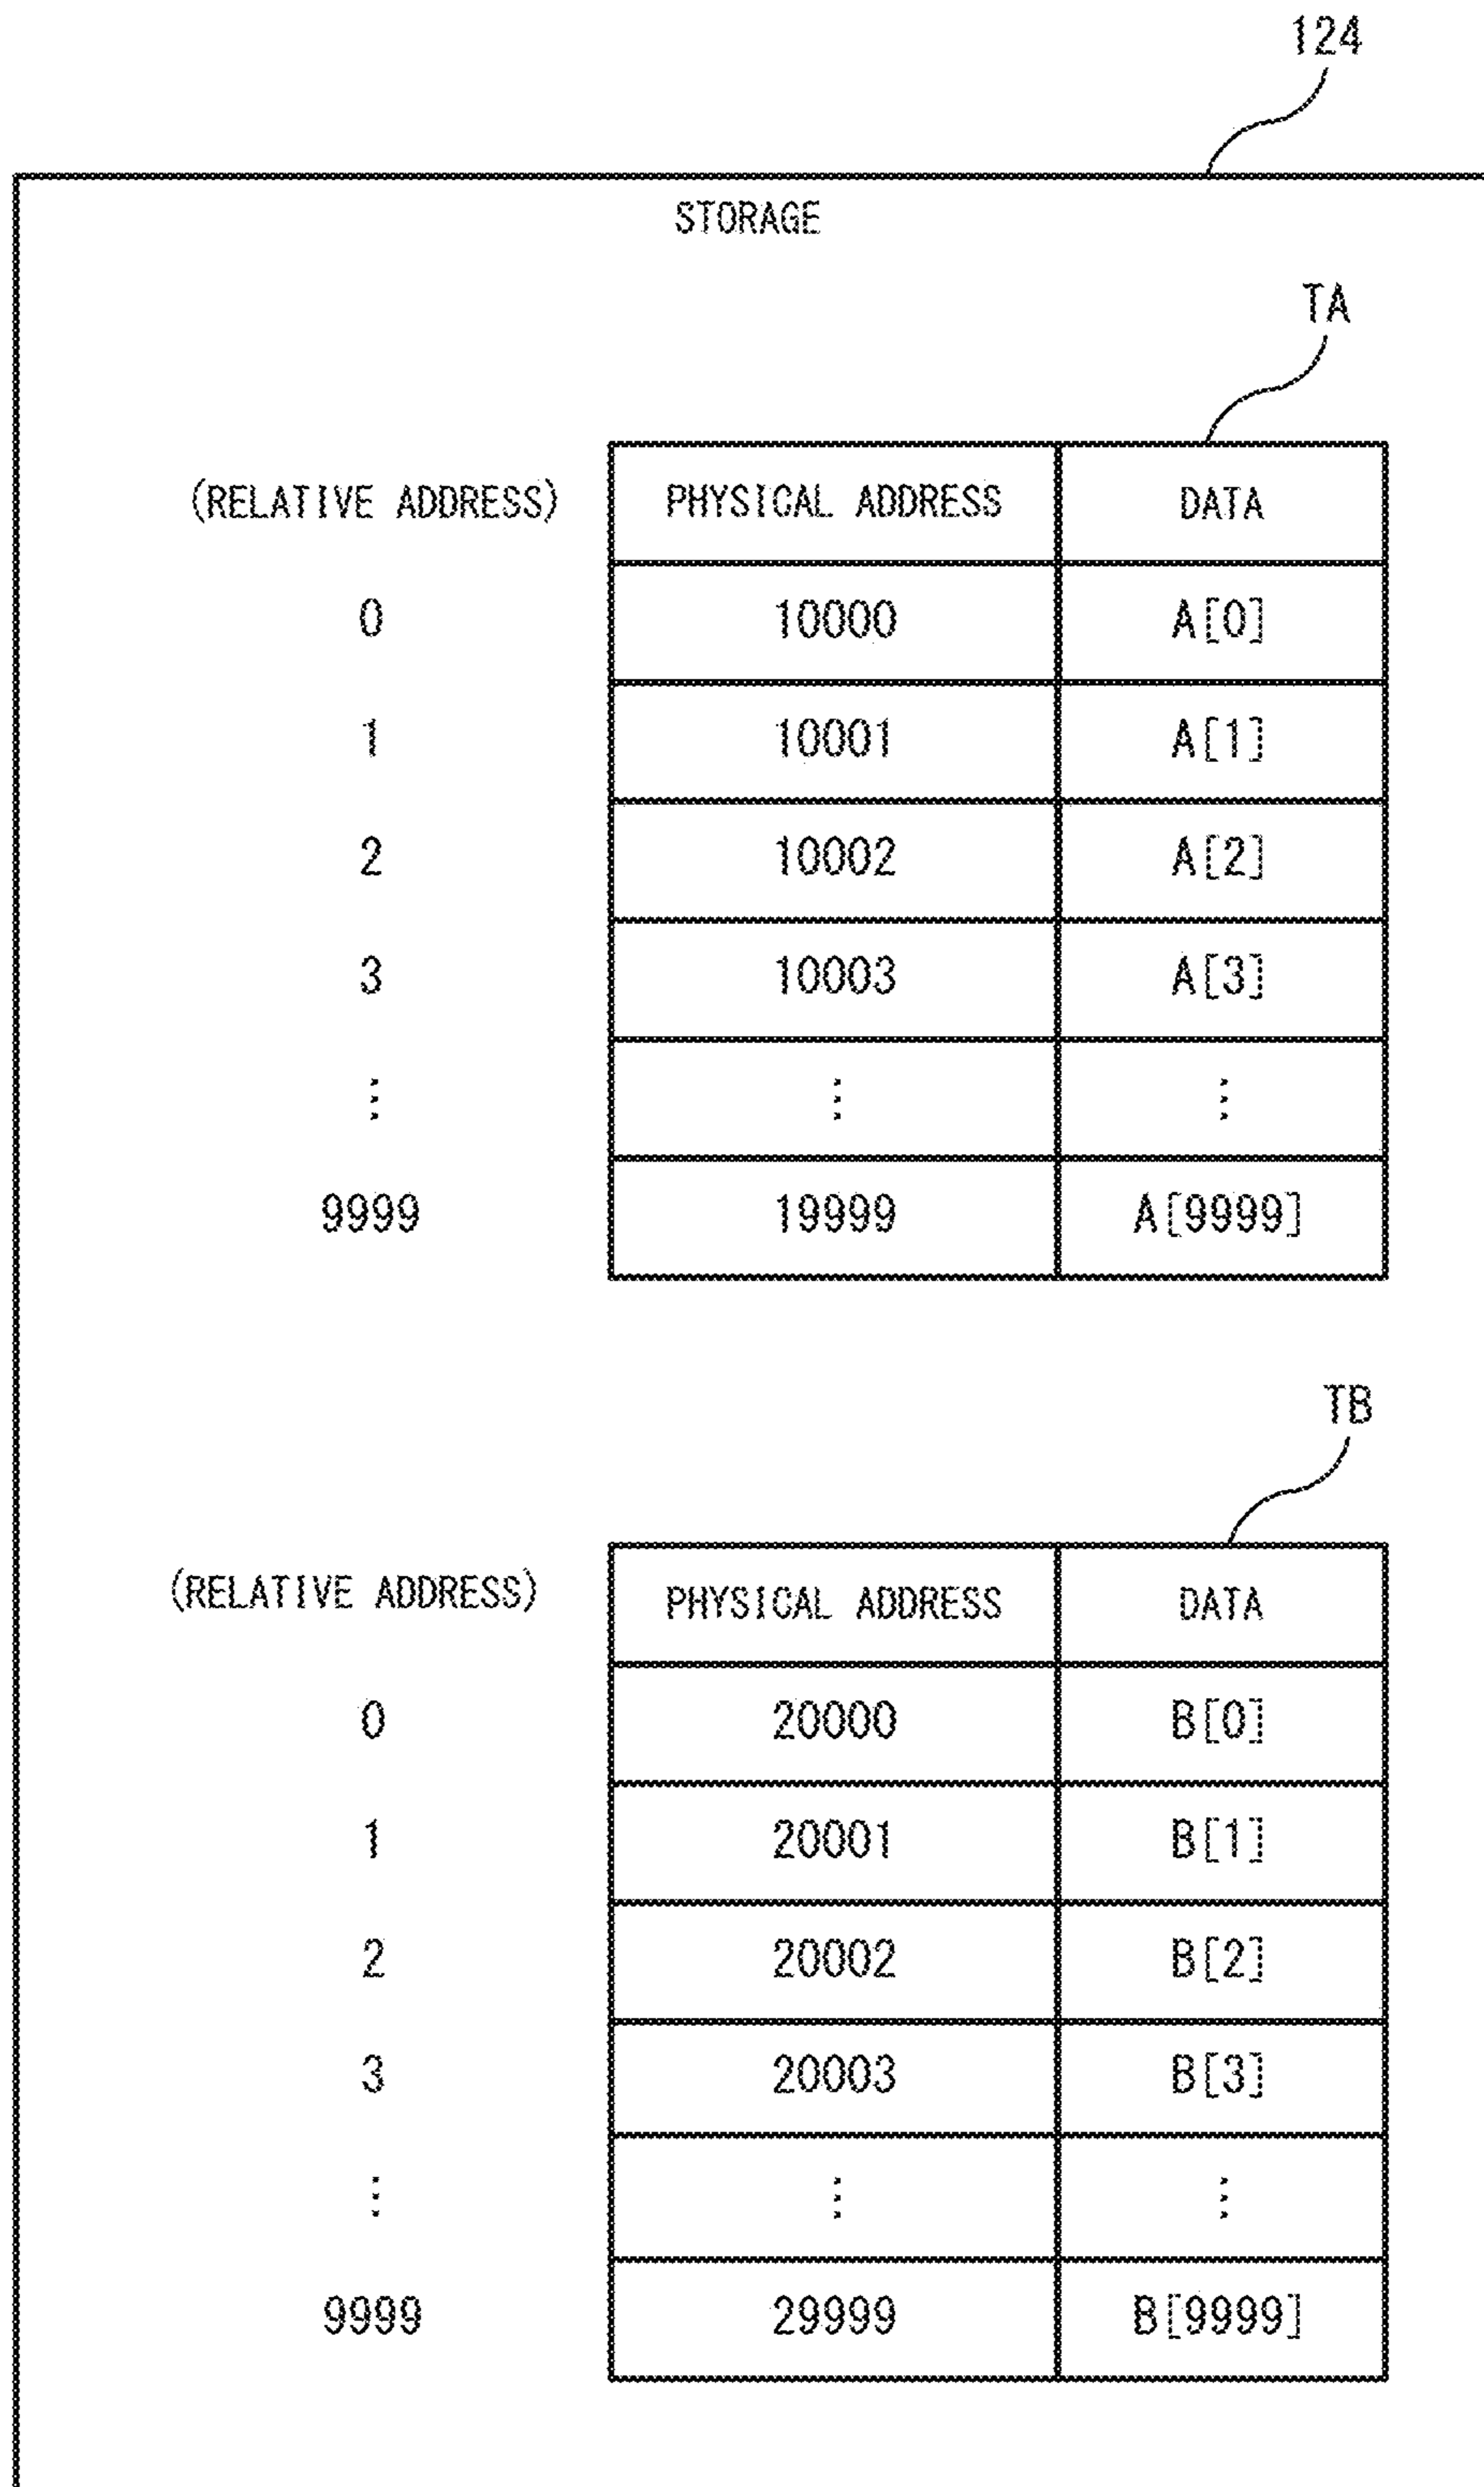 124
STORAGE
TA
(RELATIVE ADDRESS) PHYSICAL ADDRESS DATA
0 10000 A[0]
1 10001 A[1]
2 10002 A[2]
3 10003 A[3]
⋮ ⋮ ⋮
9999 19999 A[9999]
TB
(RELATIVE ADDRESS) PHYSICAL ADDRESS DATA
0 20000 B[0]
1 20001 B[1]
2 20002 B[2]
3 20003 B[3]
⋮ ⋮ ⋮
9999 29999 B[9999]